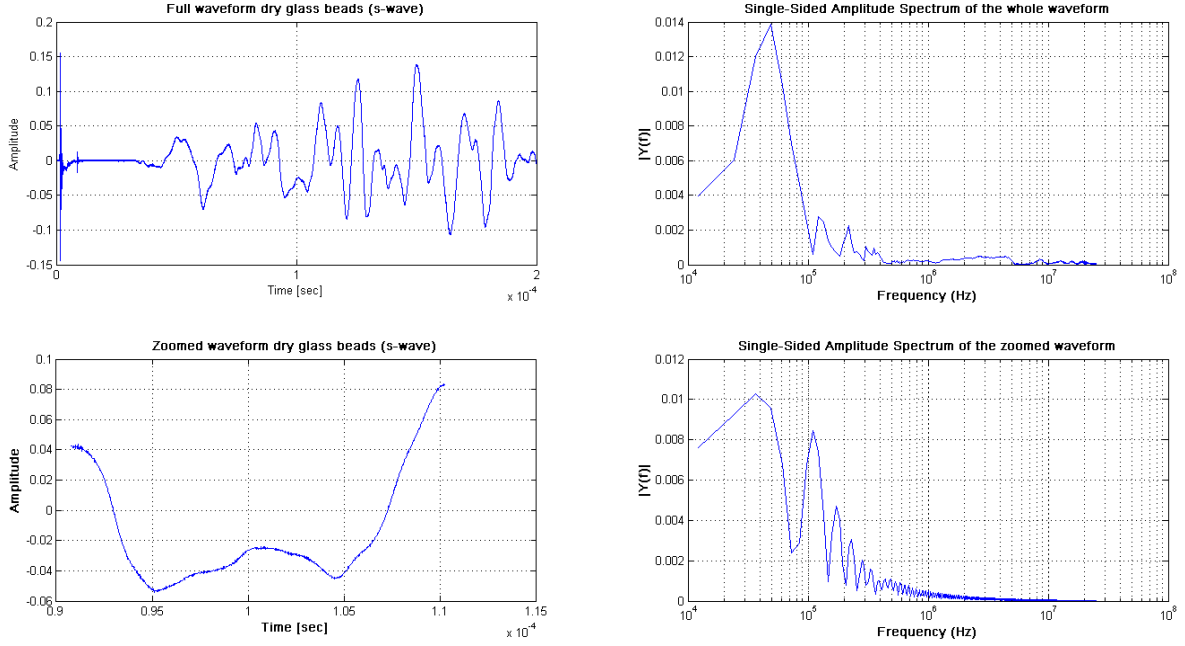 Full waveform dry glass beads (s-wave)
0.2
0.15
0.1
0.05
0
-0.05
-0.1
-0.15
Amplitude
0 1 2
Time [sec]
x 10^-4
Single-Sided Amplitude Spectrum of the whole waveform
0.014
0.012
0.01
0.008
0.006
0.004
0.002
0
|Y(f)|
10^4 10^5 10^6 10^7 10^8
Frequency (Hz)
Zoomed waveform dry glass beads (s-wave)
0.1
0.08
0.06
0.04
0.02
0
-0.02
-0.04
-0.06
Amplitude
0.9 0.95 1 1.05 1.1 1.15
Time [sec]
x 10^-4
Single-Sided Amplitude Spectrum of the zoomed waveform
0.012
0.01
0.008
0.006
0.004
0.002
0
|Y(f)|
10^4 10^5 10^6 10^7 10^8
Frequency (Hz)